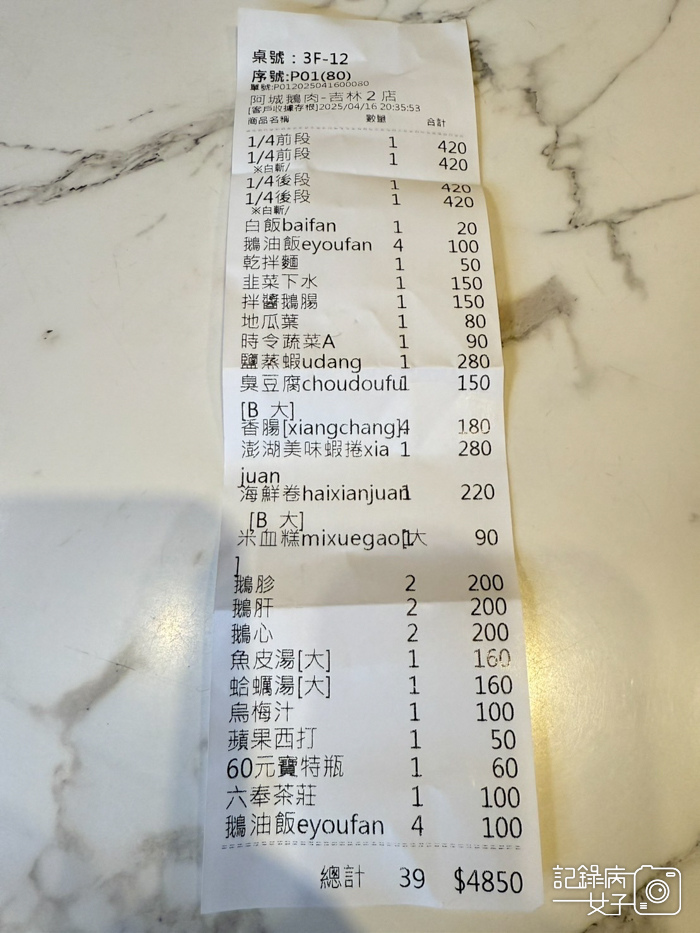 桌號：3F-12
序號:P01(80)
單號:P012025041600080
阿城鵝肉-吉林2店
[客戶收據存根]2025/04/16 20:35:53
商品名稱 數量 合計
1/4前段 1 420
1/4前段 1 420
※白斬/
1/4後段 1 420
1/4後段 1 420
※白斬/
白飯baifan 1 20
鵝油飯eyoufan 4 100
乾拌麵 1 50
韭菜下水 1 150
拌醬鵝腸 1 150
地瓜葉 1 80
時令蔬菜A 1 90
鹽蒸蝦udang 1 280
臭豆腐choudoufu 1 150
[B 大]
香腸[xiangchang] 4 180
澎湖美味蝦捲xia 1 280
juan
海鮮卷haixianjuan 1 220
[B 大]
米血糕mixuegao[大 1 90
]
鵝胗 2 200
鵝肝 2 200
鵝心 2 200
魚皮湯[大] 1 160
蛤蠣湯[大] 1 160
烏梅汁 1 100
蘋果西打 1 50
60元寶特瓶 1 60
六奉茶莊 1 100
鵝油飯eyoufan 4 100
總計 39 $4850
記錄病
女子